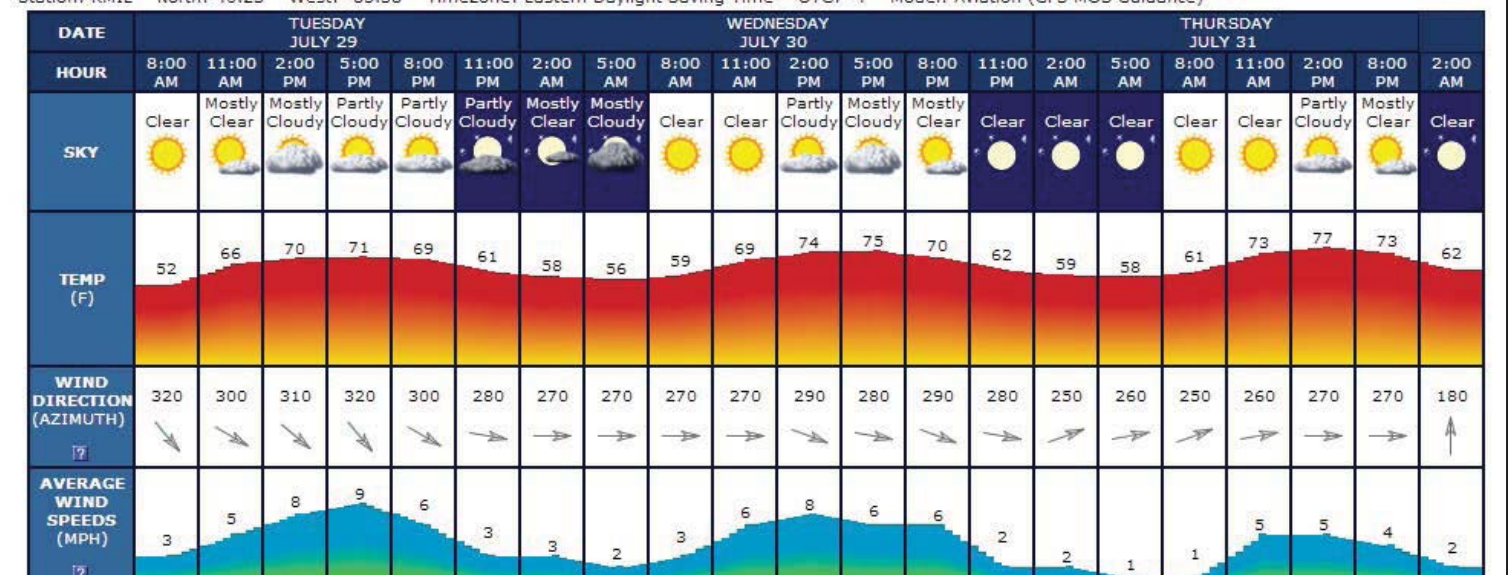 DATE TUESDAY JULY 29 WEDNESDAY JULY 30 THURSDAY JULY 31
HOUR 8:00 AM 11:00 AM 2:00 PM 5:00 PM 8:00 PM 11:00 PM 2:00 AM 5:00 AM 8:00 AM 11:00 AM 2:00 PM 5:00 PM 8:00 PM 11:00 PM 2:00 AM 5:00 AM 8:00 AM 11:00 AM 2:00 PM 8:00 PM 2:00 AM
SKY Clear Mostly Clear Mostly Cloudy Partly Cloudy Partly Cloudy Partly Cloudy Mostly Clear Mostly Cloudy Clear Clear Partly Cloudy Mostly Cloudy Mostly Clear Clear Clear Clear Clear Clear Partly Cloudy Mostly Clear Clear
TEMP (F) 52 66 70 71 69 61 58 56 59 69 74 75 70 62 59 58 61 73 77 73 62
WIND DIRECTION (AZIMUTH) ? 320 300 310 320 300 280 270 270 270 270 290 280 290 280 250 260 250 260 270 270 180
AVERAGE WIND SPEEDS (MPH) ? 3 5 8 9 6 3 3 2 3 6 8 6 6 2 2 1 1 5 5 4 2